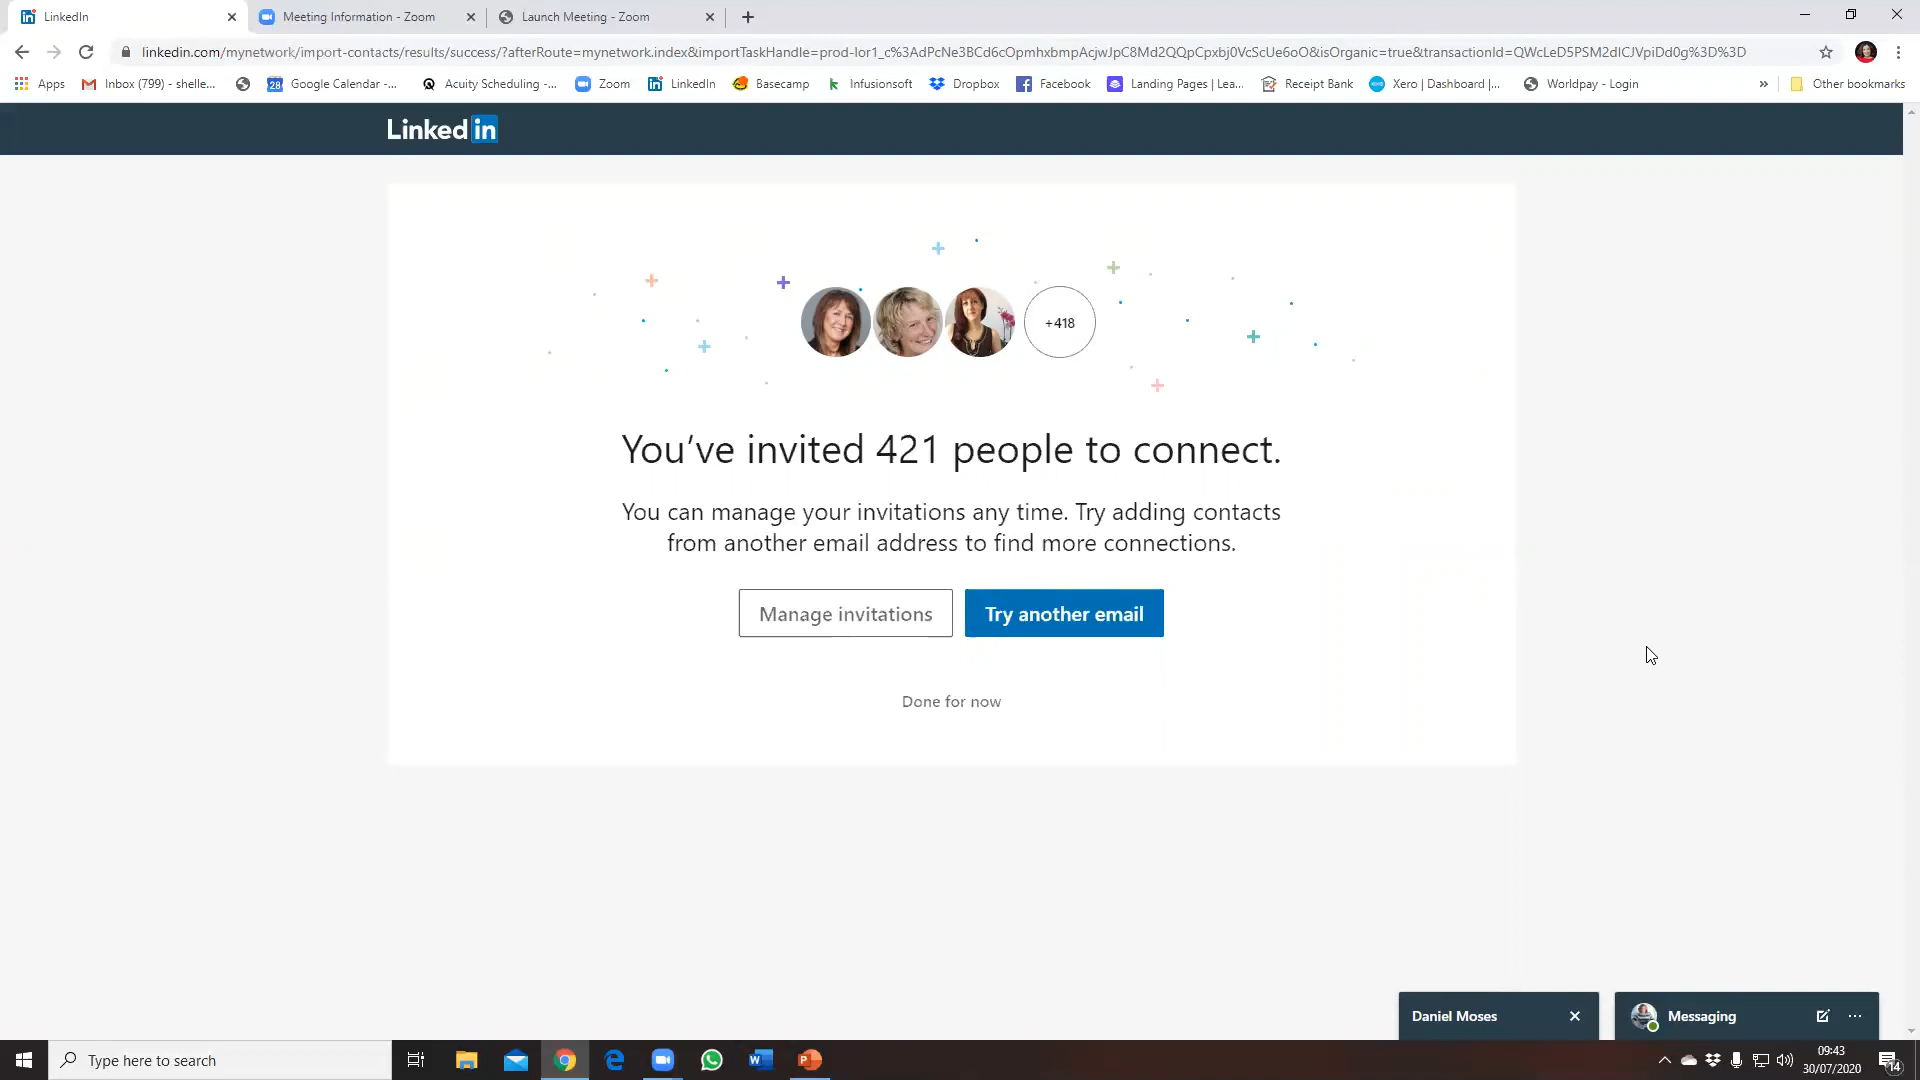 LinkedIn
Meeting Information - Zoom
Launch Meeting - Zoom
linkedin.com/mynetwork/import-contacts/results/success/?afterRoute=mynetwork.index&importTaskHandle=prod-lor1_c%3AdPcNe3BCd6cOpmhxbmpAcjwJpC8Md2QQpCpxbj0VcScUe6oO&isOrganic=true&transactionId=QWcLeD5PSM2dICJVpiDd0g%3D%3D
Apps
Inbox (799) - shelle...
28
Google Calendar -...
Acuity Scheduling -...
Zoom
LinkedIn
Basecamp
Infusionsoft
Dropbox
Facebook
Landing Pages | Lea...
Receipt Bank
Xero | Dashboard |...
Worldpay - Login
»
Other bookmarks
Linked in
+418
You've invited 421 people to connect.
You can manage your invitations any time. Try adding contacts
from another email address to find more connections.
Manage invitations
Try another email
Done for now
Daniel Moses
Messaging
Type here to search
09:43
30/07/2020
14